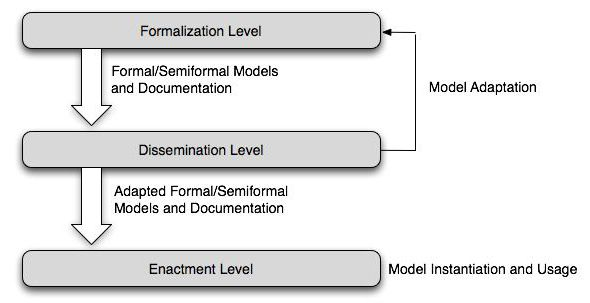 Formalization Level
Formal/Semiformal Models
and Documentation
Model Adaptation
Dissemination Level
Adapted Formal/Semiformal
Models and Documentation
Enactment Level
Model Instantiation and Usage